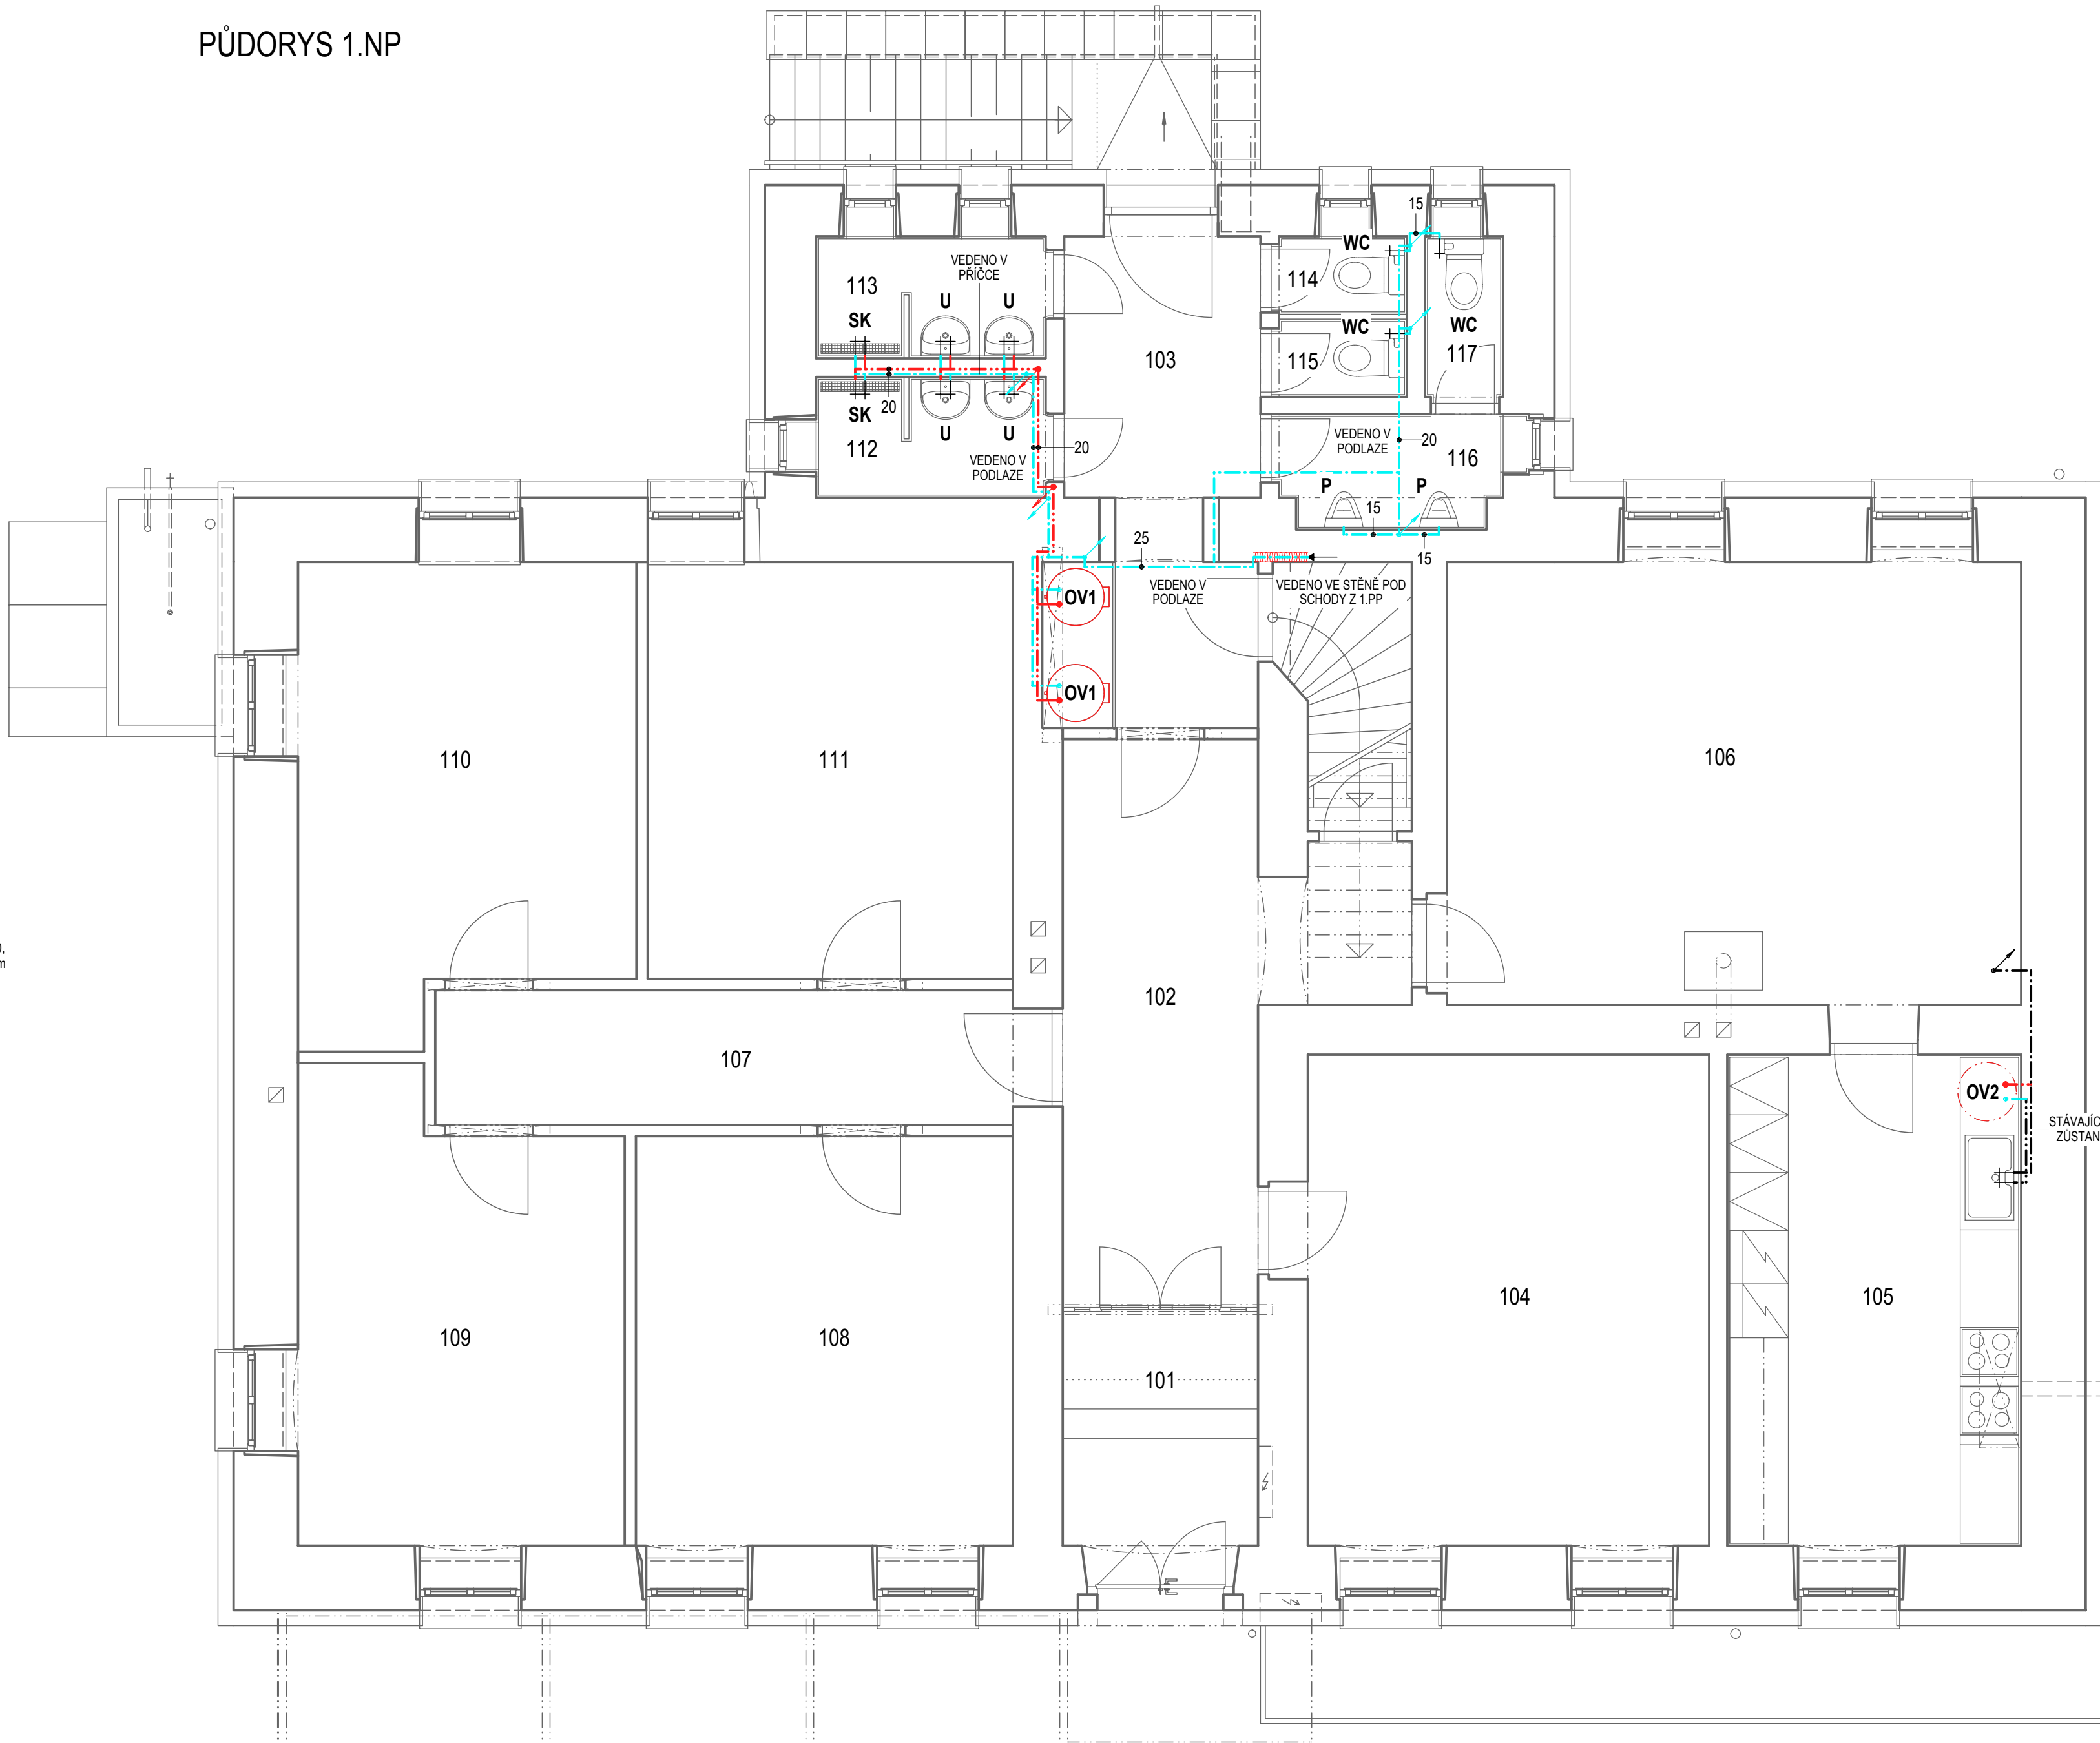 PŮDORYS 1.NP
15
WC
VEDENO V
PŘÍČCE
113
114
U
U
SK
WC
WC
103
115
117
20
SK
U
U
112
20
VEDENO V
PODLAZE
VEDENO V
PODLAZE
20
116
P
P
15
25
15
VEDENO V
PODLAZE
VEDENO VE STĚNĚ POD
SCHODY Z 1.PP
OV1
OV1
110
111
106
102
107
OV2
STÁVAJÍC
ZŮSTAN
104
105
109
108
101